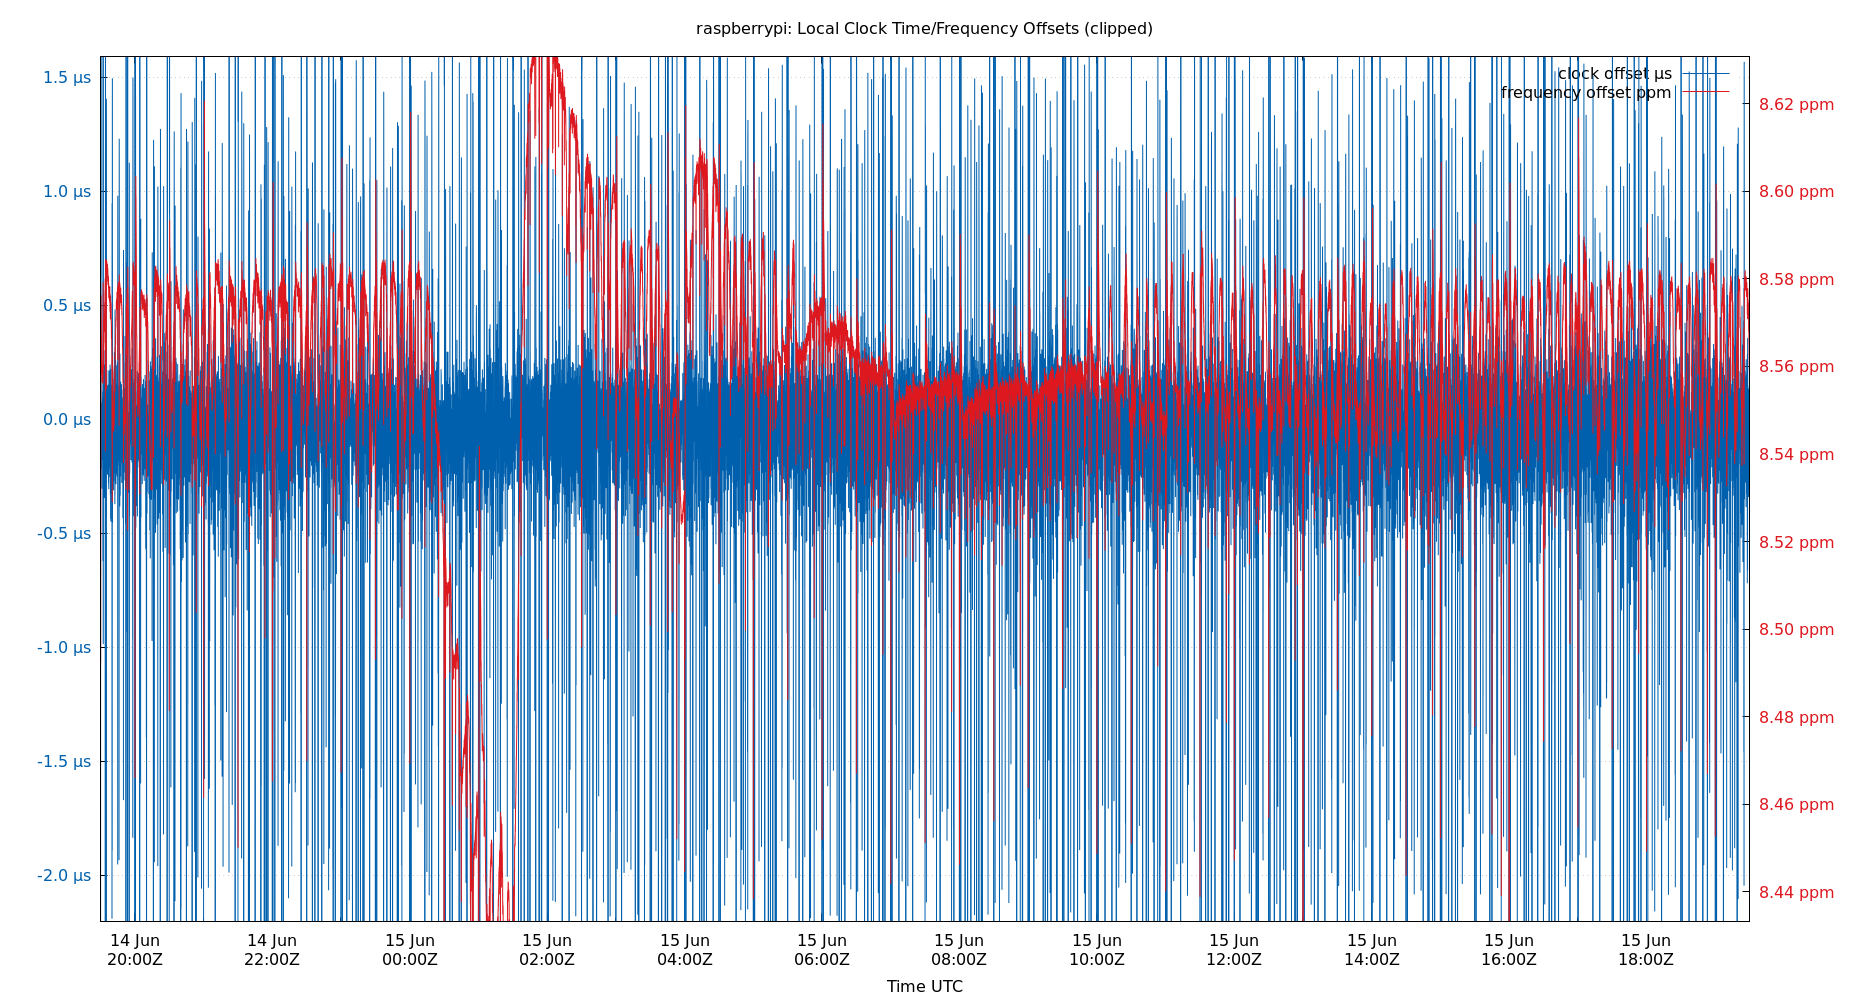 raspberrypi: Local Clock Time/Frequency Offsets (clipped)
clock offset µs
frequency offset ppm
1.5 µs
1.0 µs
0.5 µs
0.0 µs
-0.5 µs
-1.0 µs
-1.5 µs
-2.0 µs
8.62 ppm
8.60 ppm
8.58 ppm
8.56 ppm
8.54 ppm
8.52 ppm
8.50 ppm
8.48 ppm
8.46 ppm
8.44 ppm
14 Jun 14 Jun 15 Jun 15 Jun 15 Jun 15 Jun 15 Jun 15 Jun 15 Jun 15 Jun 15 Jun 15 Jun
20:00Z 22:00Z 00:00Z 02:00Z 04:00Z 06:00Z 08:00Z 10:00Z 12:00Z 14:00Z 16:00Z 18:00Z
Time UTC